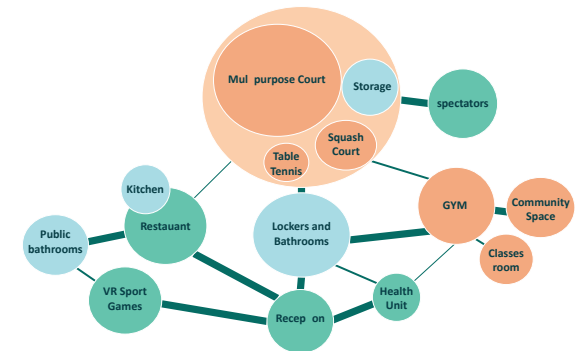 Mul purpose Court
Storage
spectators
Squash
Court
Table
Tennis
Kitchen
Restauant
Public
bathrooms
Lockers and
Bathrooms
GYM
Community
Space
Classes
room
VR Sport
Games
Recep on
Health
Unit